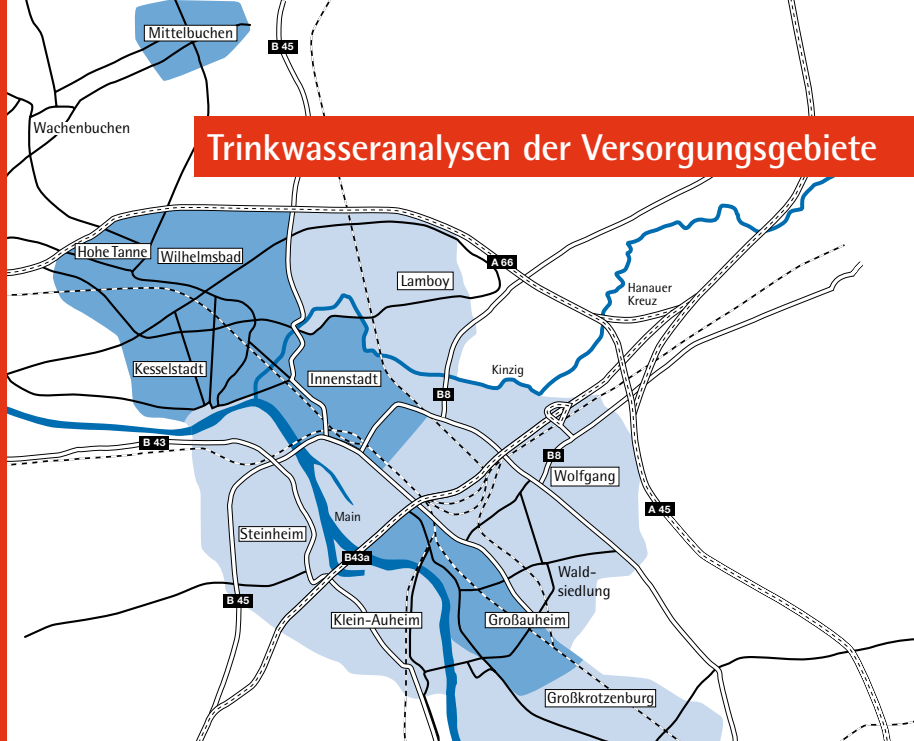 Mittelbuchen
B 45
Wachenbuchen
Trinkwasseranalysen der Versorgungsgebiete
Hohe Tanne
Wilhelmsbad
A 66
Lamboy
Hanauer
Kreuz
Kesselstadt
Innenstadt
Kinzig
B8
B 43
B8
Wolfgang
A 45
Main
Steinheim
B43a
Wald-
siedlung
B 45
Klein-Auheim
Großauheim
Großkrotzenburg